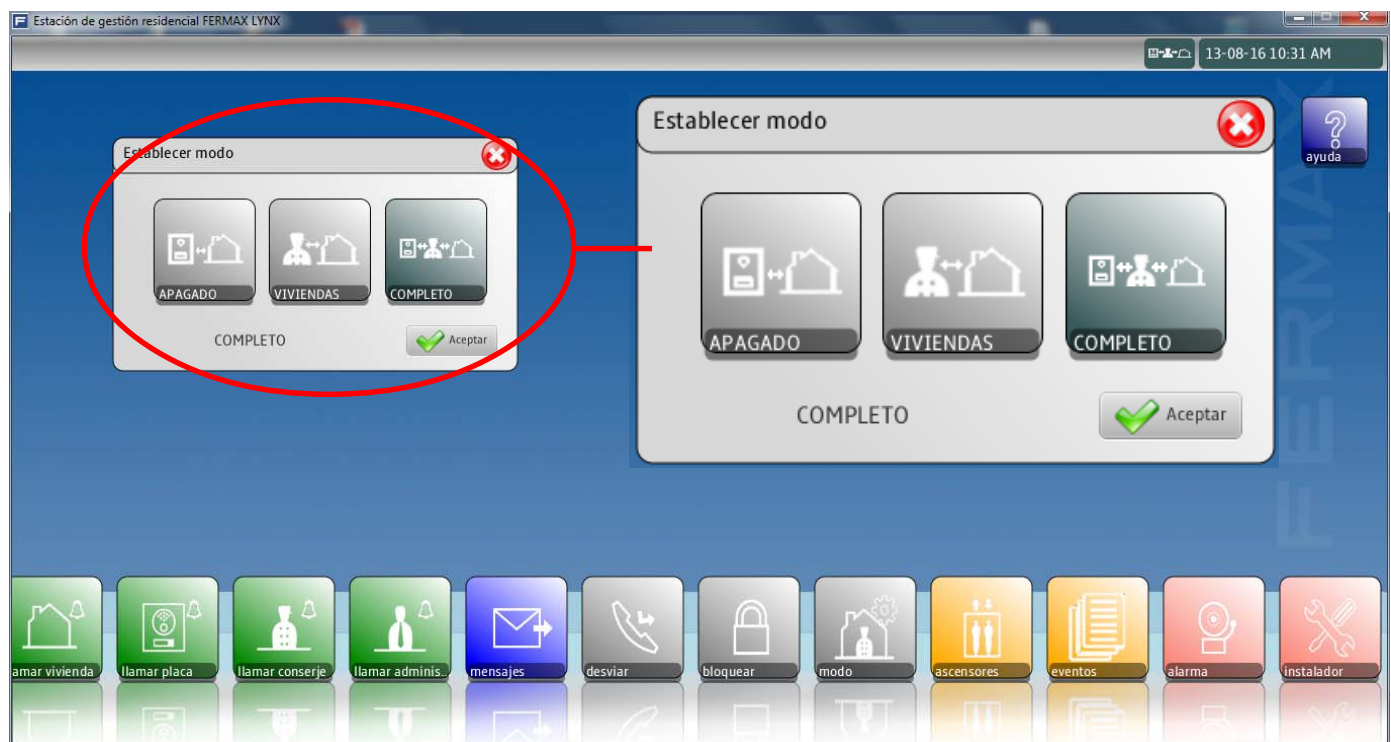 Estación de gestión residencial FERMAX LYNX
13-08-16 10:31 AM
Establecer modo
APAGADO
VIVIENDAS
COMPLETO
COMPLETO
Aceptar
Establecer modo
APAGADO
VIVIENDAS
COMPLETO
COMPLETO
Aceptar
ayuda
FERMAX
amar vivienda
llamar placa
llamar conserje
llamar adminis..
mensajes
desviar
bloquear
modo
ascensores
eventos
alarma
instalador